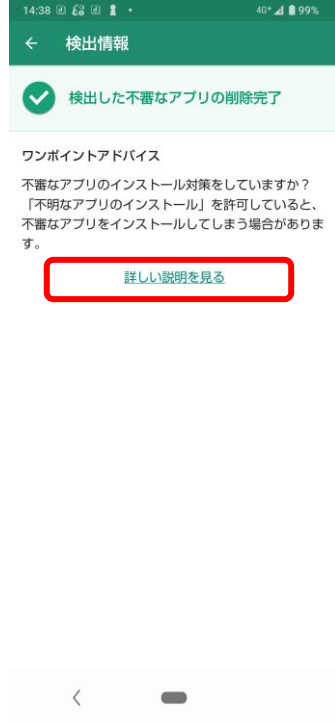 14:38 4G+ 99%
← 検出情報
検出した不審なアプリの削除完了
ワンポイントアドバイス
不審なアプリのインストール対策をしていますか？
「不明なアプリのインストール」を許可していると、
不審なアプリをインストールしてしまう場合がありま
す。
詳しい説明を見る